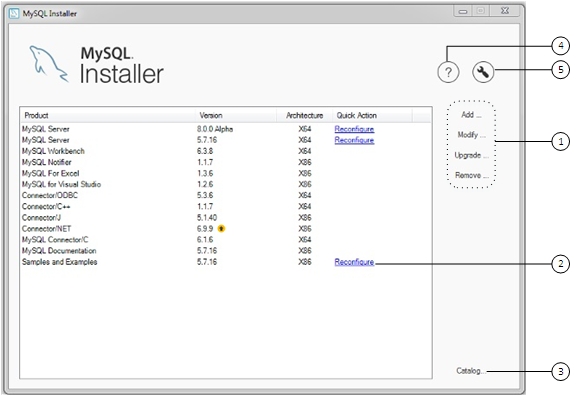 MySQL Installer
MySQL.
Installer
?
4
5
Product Version Architecture Quick Action
MySQL Server 8.0.0 Alpha X64 Reconfigure
MySQL Server 5.7.16 X64 Reconfigure
MySQL Workbench 6.3.8 X64
MySQL Notifier 1.1.7 X86
MySQL For Excel 1.3.6 X86
MySQL for Visual Studio 1.2.6 X86
Connector/ODBC 5.3.6 X64
Connector/C++ 1.1.7 X64
Connector/J 5.1.40 X86
Connector/NET 6.9.9 X86
MySQL Connector/C 6.1.6 X64
MySQL Documentation 5.7.16 X86
Samples and Examples 5.7.16 X86 Reconfigure
Add ...
Modify ...
Upgrade ...
Remove ...
1
2
Catalog...
3